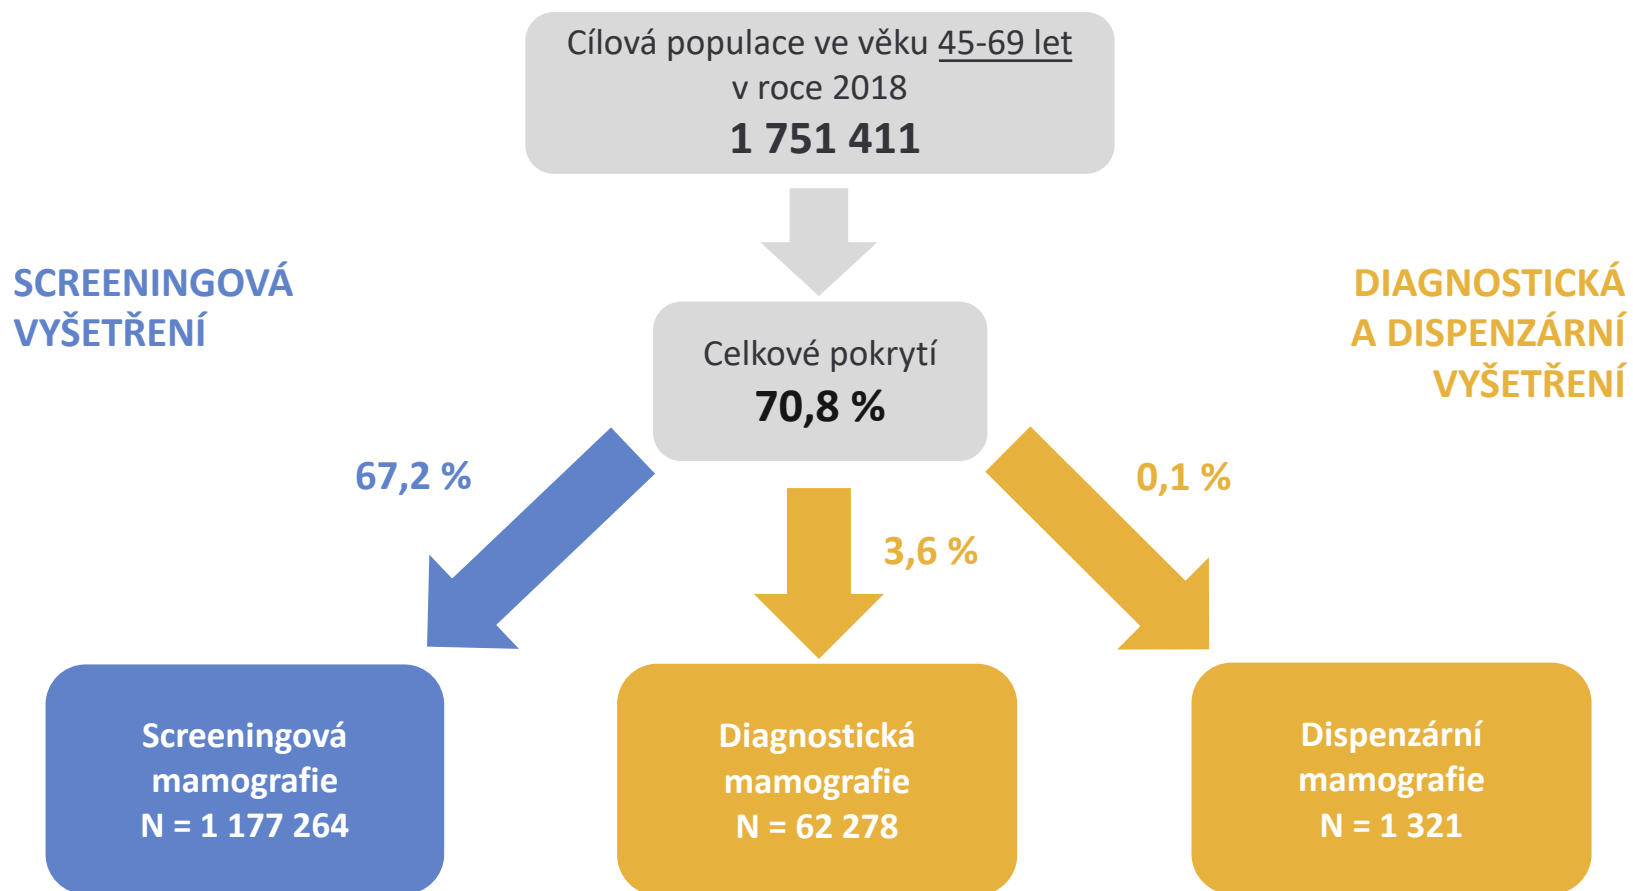 Cílová populace ve věku 45-69 let
v roce 2018
1 751 411
SCREENINGOVÁ
VYŠETŘENÍ
DIAGNOSTICKÁ
A DISPENZÁRNÍ
VYŠETŘENÍ
Celkové pokrytí
70,8 %
67,2 %
3,6 %
0,1 %
Screeningová
mamografie
N = 1 177 264
Diagnostická
mamografie
N = 62 278
Dispenzární
mamografie
N = 1 321